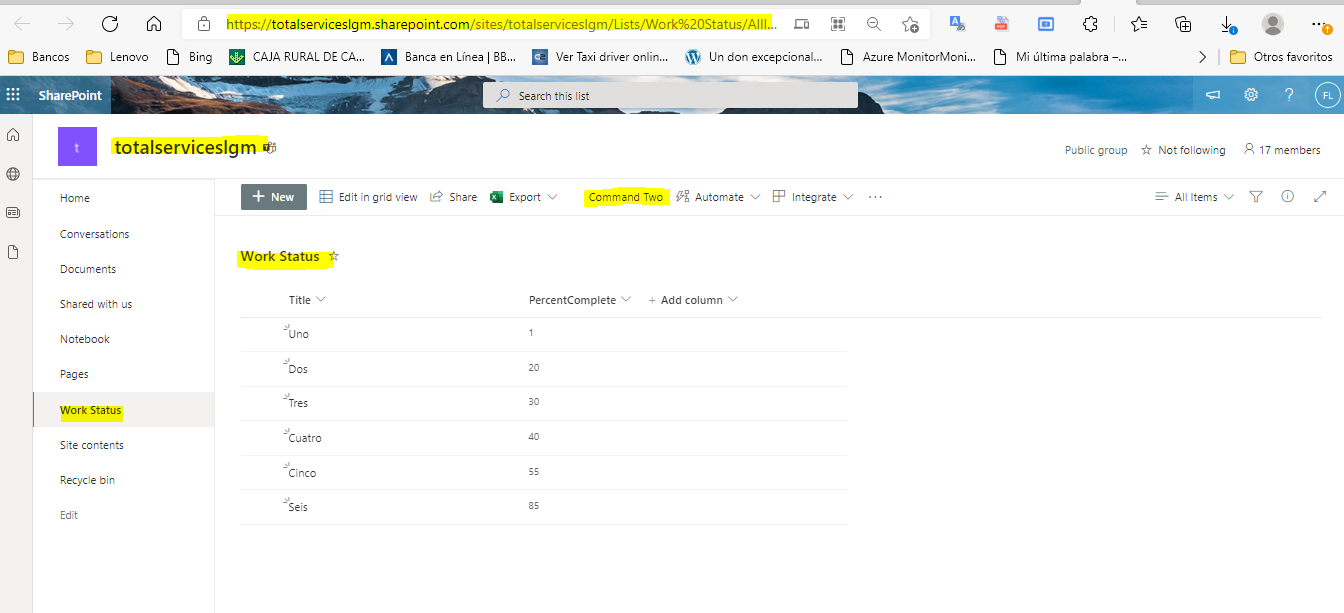 https://totalserviceslgm.sharepoint.com/sites/totalserviceslgm/Lists/Work%20Status/AllI...
Bancos Lenovo Bing CAJA RURAL DE CA... Banca en Línea | BB... Ver Taxi driver onlin... Un don excepcional... Azure MonitorMoni... Mi última palabra –... Otros favoritos
SharePoint Search this list ? FL
t totalserviceslgm Public group Not following 17 members
Home
Conversations
Documents
Shared with us
Notebook
Pages
Work Status
Site contents
Recycle bin
Edit
+ New Edit in grid view Share Export Command Two Automate Integrate ... All Items
Work Status
Title PercentComplete + Add column
Uno 1
Dos 20
Tres 30
Cuatro 40
Cinco 55
Seis 85